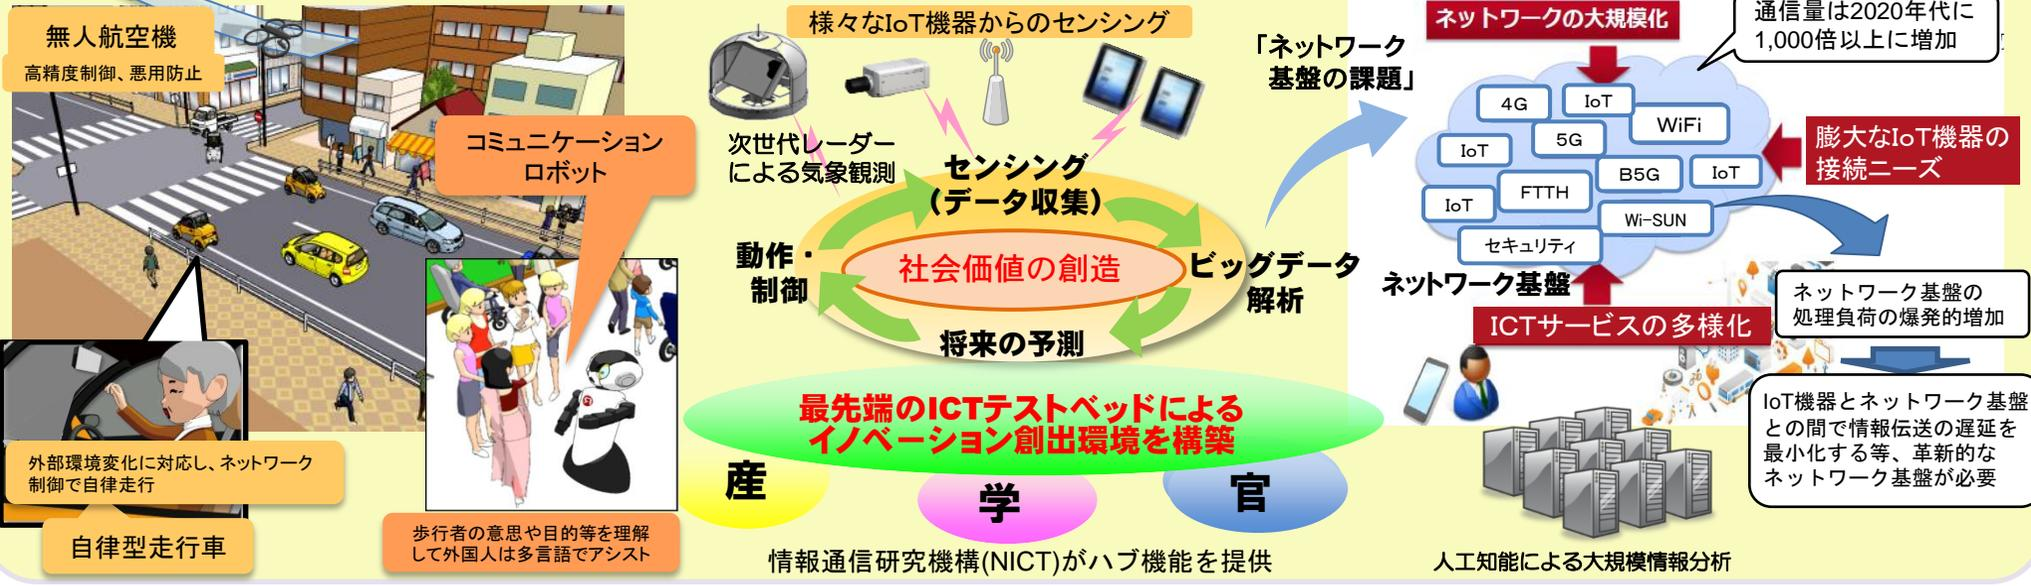 無人航空機
高精度制御、悪用防止
コミュニケーション
ロボット
外部環境変化に対応し、ネットワーク
制御で自律走行
自律型走行車
歩行者の意思や目的等を理解
して外国人は多言語でアシスト
様々なIoT機器からのセンシング
次世代レーダー
による気象観測
センシング
(データ収集)
動作・
制御
社会価値の創造
ビッグデータ
解析
将来の予測
最先端のICTテストベッドによる
イノベーション創出環境を構築
産
学
官
情報通信研究機構(NICT)がハブ機能を提供
「ネットワーク
基盤の課題」
ネットワークの大規模化
通信量は2020年代に
1,000倍以上に増加
4G
IoT
WiFi
5G
IoT
B5G
IoT
FTTH
IoT
Wi-SUN
セキュリティ
膨大なIoT機器の
接続ニーズ
ネットワーク基盤
ICTサービスの多様化
ネットワーク基盤の
処理負荷の爆発的増加
IoT機器とネットワーク基盤
との間で情報伝送の遅延を
最小化する等、革新的な
ネットワーク基盤が必要
人工知能による大規模情報分析